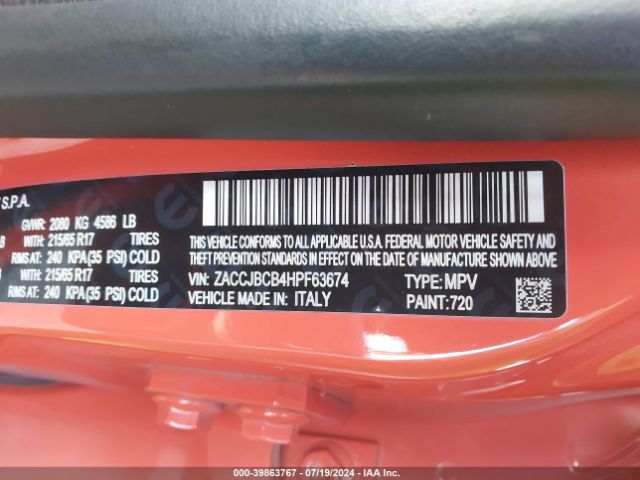 S.P.A.
GVWR: 2080 KG 4586 LB
WITH: 215/65 R17 TIRES
RIMS AT: 240 KPA(35 PSI) COLD
WITH: 215/65 R17 TIRES
RIMS AT: 240 KPA(35 PSI) COLD
THIS VEHICLE CONFORMS TO ALL APPLICABLE U.S.A. FEDERAL MOTOR VEHICLE SAFETY AND
THEFT PREVENTION STANDARDS IN EFFECT ON THE DATE OF MANUFACTURE SHOWN ABOVE.
VIN: ZACCJBCB4HPF63674 TYPE: MPV
VEHICLE MADE IN: ITALY PAINT: 720
000-39863767 - 07/19/2024 - IAA Inc.